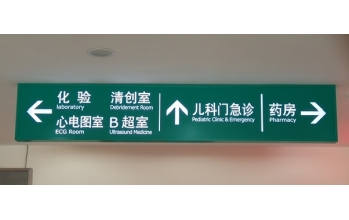 化验 清创室
laboratory Debridement Room
心电图室 B超室
ECG Room Ultrasound Medicine
儿科门急诊
Pediatric Clinic & Emergency
药房
Pharmacy